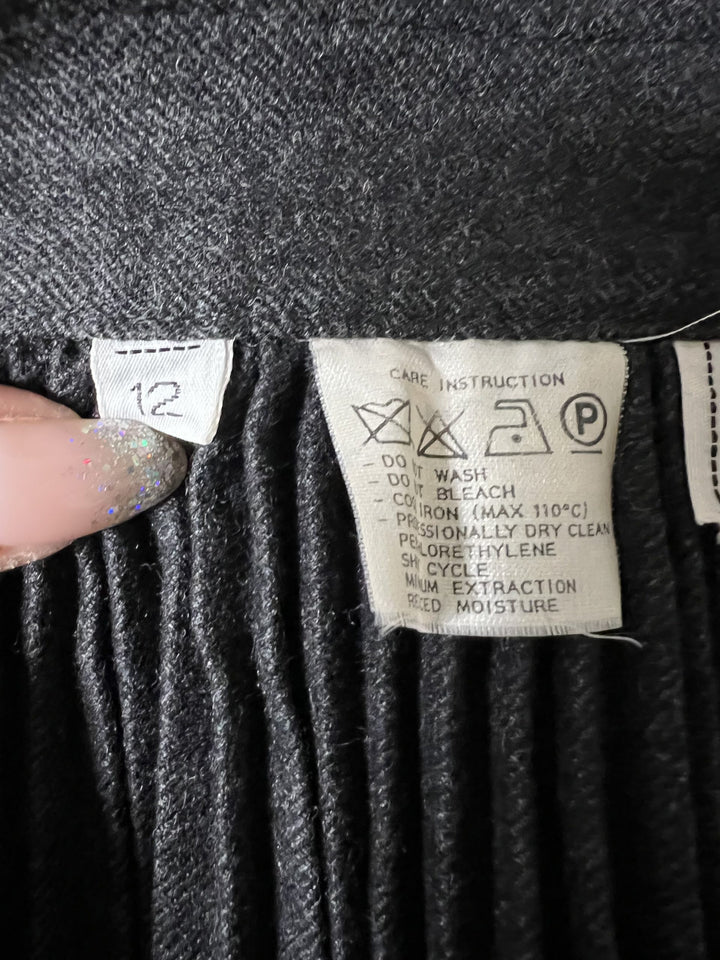 12
CARE INSTRUCTION
P
- DO WASH
- DO BLEACH
- IRON (MAX 110°C)
- DRY CLEAN
CYCLE
EXTRACTION
MOISTURE